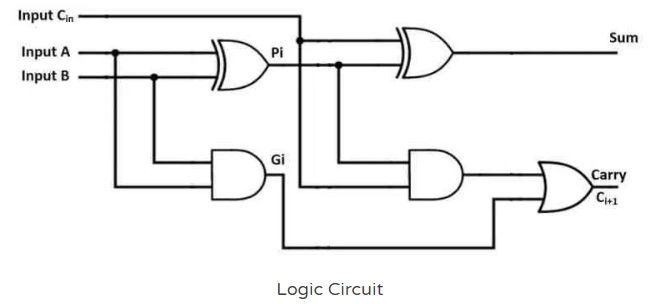 Input Cin
Sum
Input A
Pi
Input B
Gi
Carry
Ci+1
Logic Circuit